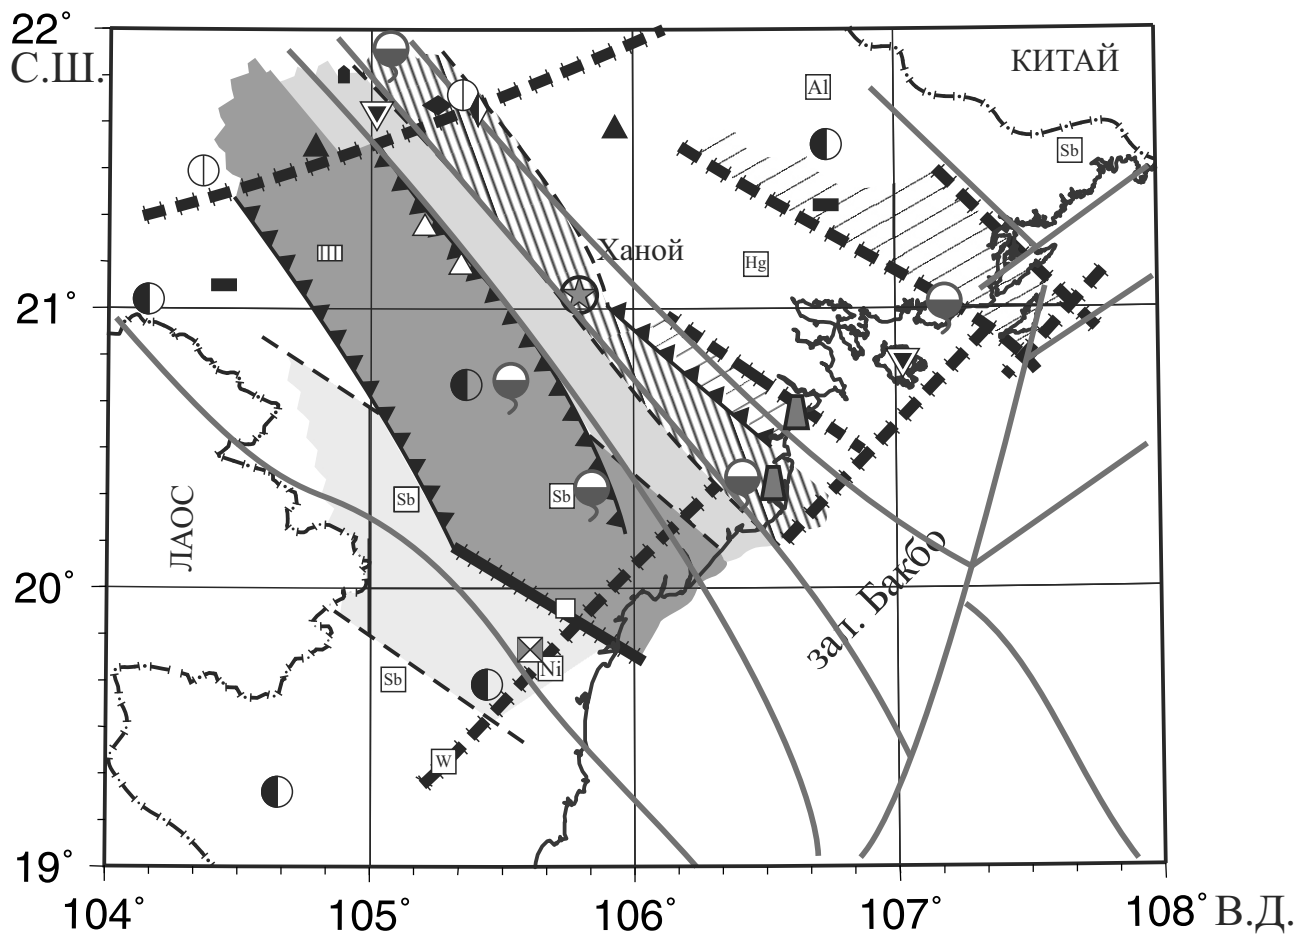 22°
С.Ш.
КИТАЙ
Al
Sb
Ханой
Hg
21°
ЛАОС
Sb
Sb
20°
зал. Бакбо
Ni
Sb
W
19°
104°
105°
106°
107°
108°
В.Д.